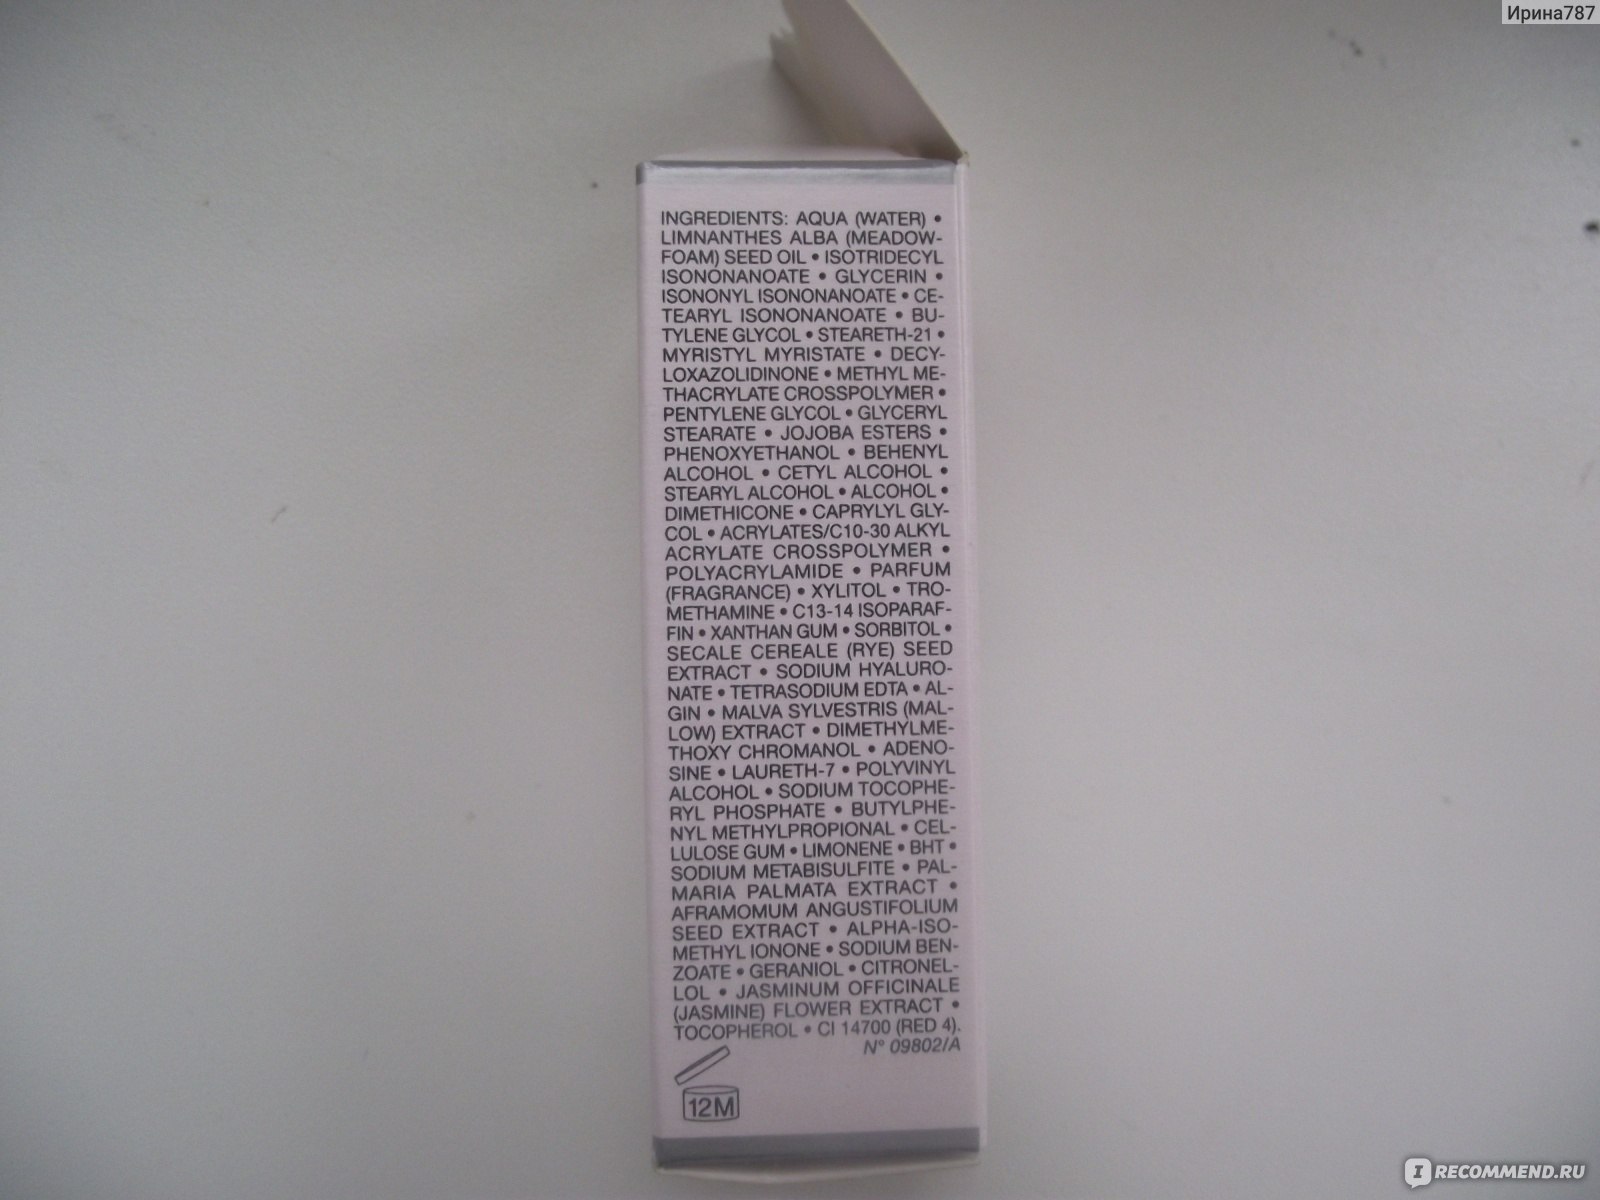 Ирина787
INGREDIENTS: AQUA (WATER) •
LIMNANTHES ALBA (MEADOW-
FOAM) SEED OIL • ISOTRIDECYL
ISONONANOATE • GLYCERIN •
ISONONYL ISONONANOATE • CE-
TEARYL ISONONANOATE • BU-
TYLENE GLYCOL • STEARETH-21 •
MYRISTYL MYRISTATE • DECY-
LOXAZOLIDINONE • METHYL ME-
THACRYLATE CROSSPOLYMER •
PENTYLENE GLYCOL • GLYCERYL
STEARATE • JOJOBA ESTERS •
PHENOXYETHANOL • BEHENYL
ALCOHOL • CETYL ALCOHOL •
STEARYL ALCOHOL • ALCOHOL •
DIMETHICONE • CAPRYLYL GLY-
COL • ACRYLATES/C10-30 ALKYL
ACRYLATE CROSSPOLYMER •
POLYACRYLAMIDE • PARFUM
(FRAGRANCE) • XYLITOL • TRO-
METHAMINE • C13-14 ISOPARAF-
FIN • XANTHAN GUM • SORBITOL •
SECALE CEREALE (RYE) SEED
EXTRACT • SODIUM HYALURO-
NATE • TETRASODIUM EDTA • AL-
GIN • MALVA SYLVESTRIS (MAL-
LOW) EXTRACT • DIMETHYLME-
THOXY CHROMANOL • ADENO-
SINE • LAURETH-7 • POLYVINYL
ALCOHOL • SODIUM TOCOPHE-
RYL PHOSPHATE • BUTYLPHE-
NYL METHYLPROPIONAL • CEL-
LULOSE GUM • LIMONENE • BHT •
SODIUM METABISULFITE • PAL-
MARIA PALMATA EXTRACT •
AFRAMOMUM ANGUSTIFOLIUM
SEED EXTRACT • ALPHA-ISO-
METHYL IONONE • SODIUM BEN-
ZOATE • GERANIOL • CITRONEL-
LOL • JASMINUM OFFICINALE
(JASMINE) FLOWER EXTRACT •
TOCOPHEROL • CI 14700 (RED 4).
N° 09802/A
12M
IRECOMMEND.RU